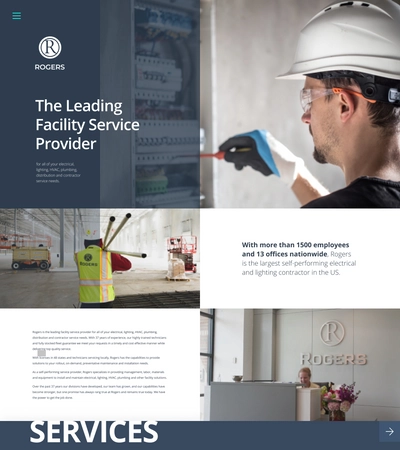 R
ROGERS
The Leading
Facility Service
Provider
for all of your electrical,
lighting, HVAC, plumbing,
distribution and contractor
service needs.
ROGERS
With more than 1500 employees
and 13 offices nationwide, Rogers
is the largest self-performing electrical
and lighting contractor in the US.
Rogers is the leading facility service provider for all of your electrical, lighting, HVAC, plumbing,
distribution and contractor service needs. With 37 years of experience, our highly trained technicians
and fully stocked fleet guarantee we meet your requests in a timely and cost effective manner while
delivering top quality service.
R
ROGERS
SERVICES